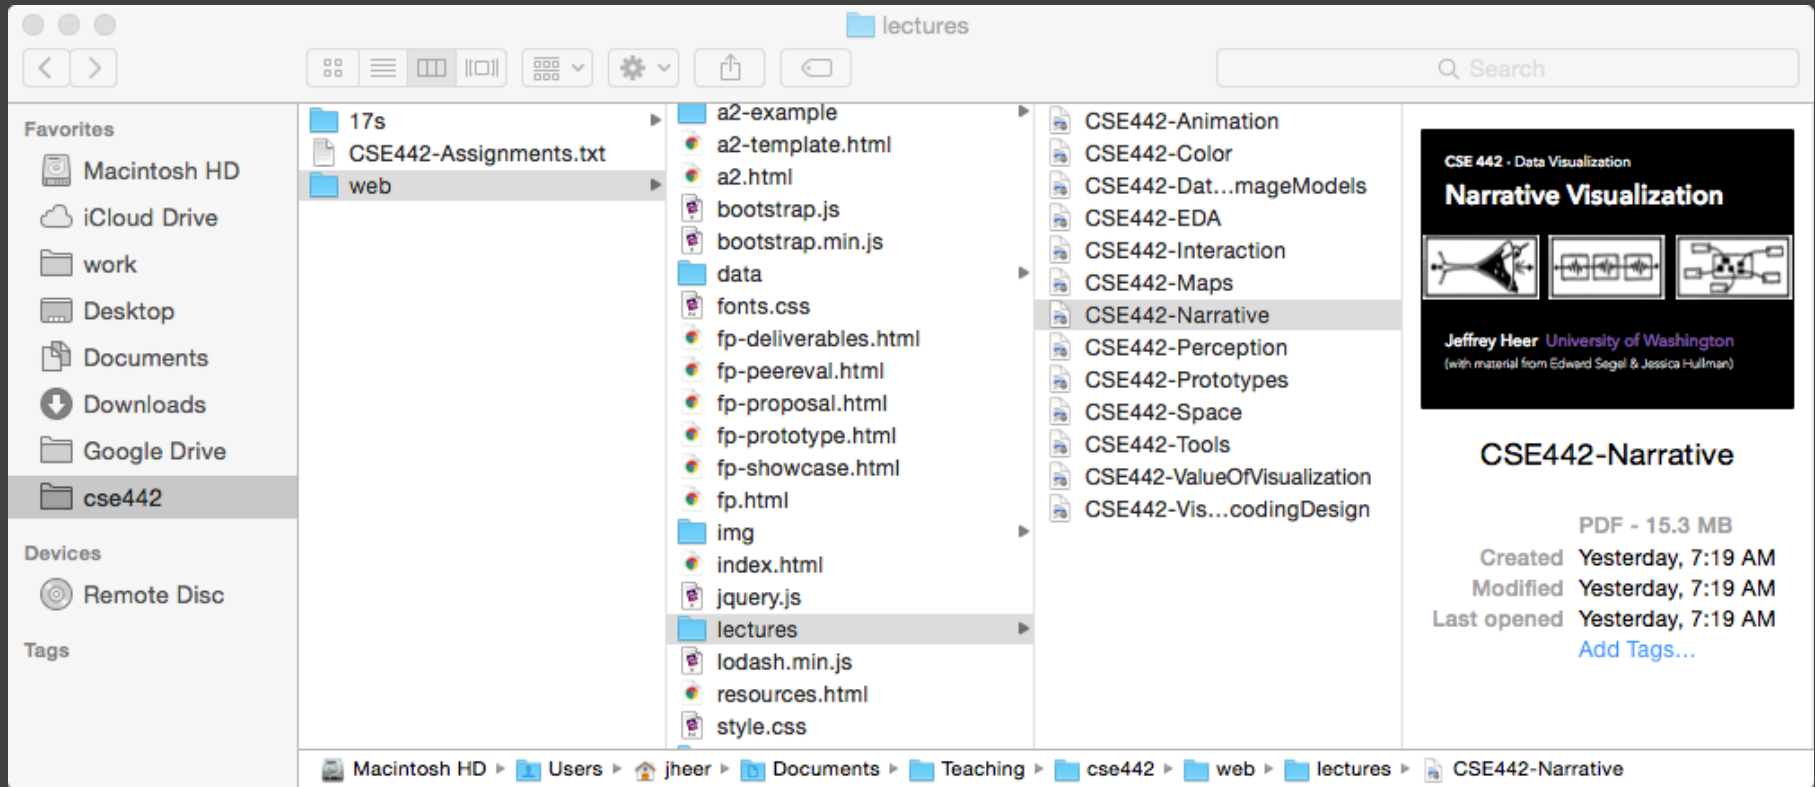 lectures
Search
Favorites
Macintosh HD
iCloud Drive
work
Desktop
Documents
Downloads
Google Drive
cse442
Devices
Remote Disc
Tags
17s
CSE442-Assignments.txt
web
a2-example
a2-template.html
a2.html
bootstrap.js
bootstrap.min.js
data
fonts.css
fp-deliverables.html
fp-peereval.html
fp-proposal.html
fp-prototype.html
fp-showcase.html
fp.html
img
index.html
jquery.js
lectures
lodash.min.js
resources.html
style.css
CSE442-Animation
CSE442-Color
CSE442-Dat...mageModels
CSE442-EDA
CSE442-Interaction
CSE442-Maps
CSE442-Narrative
CSE442-Perception
CSE442-Prototypes
CSE442-Space
CSE442-Tools
CSE442-ValueOfVisualization
CSE442-Vis...codingDesign
CSE 442 - Data Visualization
Narrative Visualization
Jeffrey Heer University of Washington
(with material from Edward Segel & Jessica Hullman)
CSE442-Narrative
PDF - 15.3 MB
Created Yesterday, 7:19 AM
Modified Yesterday, 7:19 AM
Last opened Yesterday, 7:19 AM
Add Tags...
Macintosh HD Users jheer Documents Teaching cse442 web lectures CSE442-Narrative